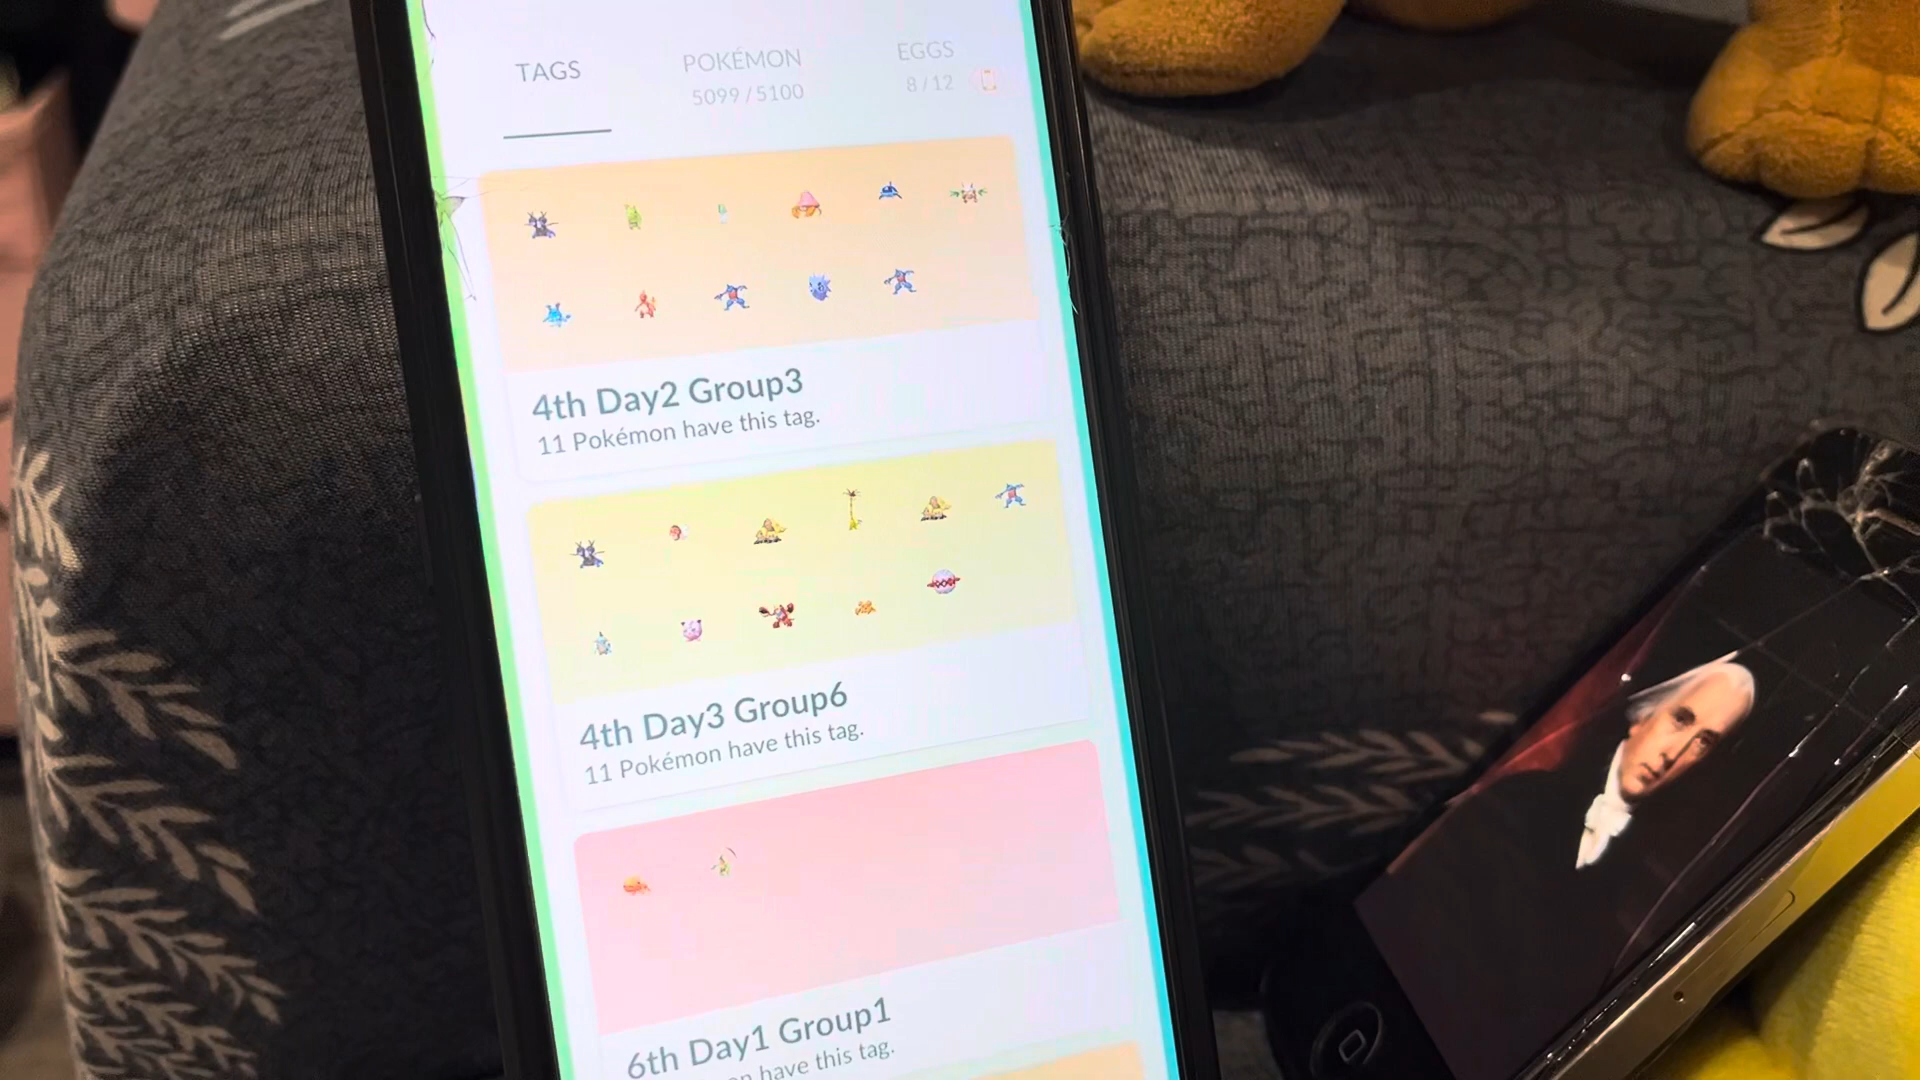 TAGS
POKÉMON
5099/5100
EGGS
8/12
4th Day2 Group3
11 Pokémon have this tag.
4th Day3 Group6
11 Pokémon have this tag.
6th Day1 Group1
have this tag.